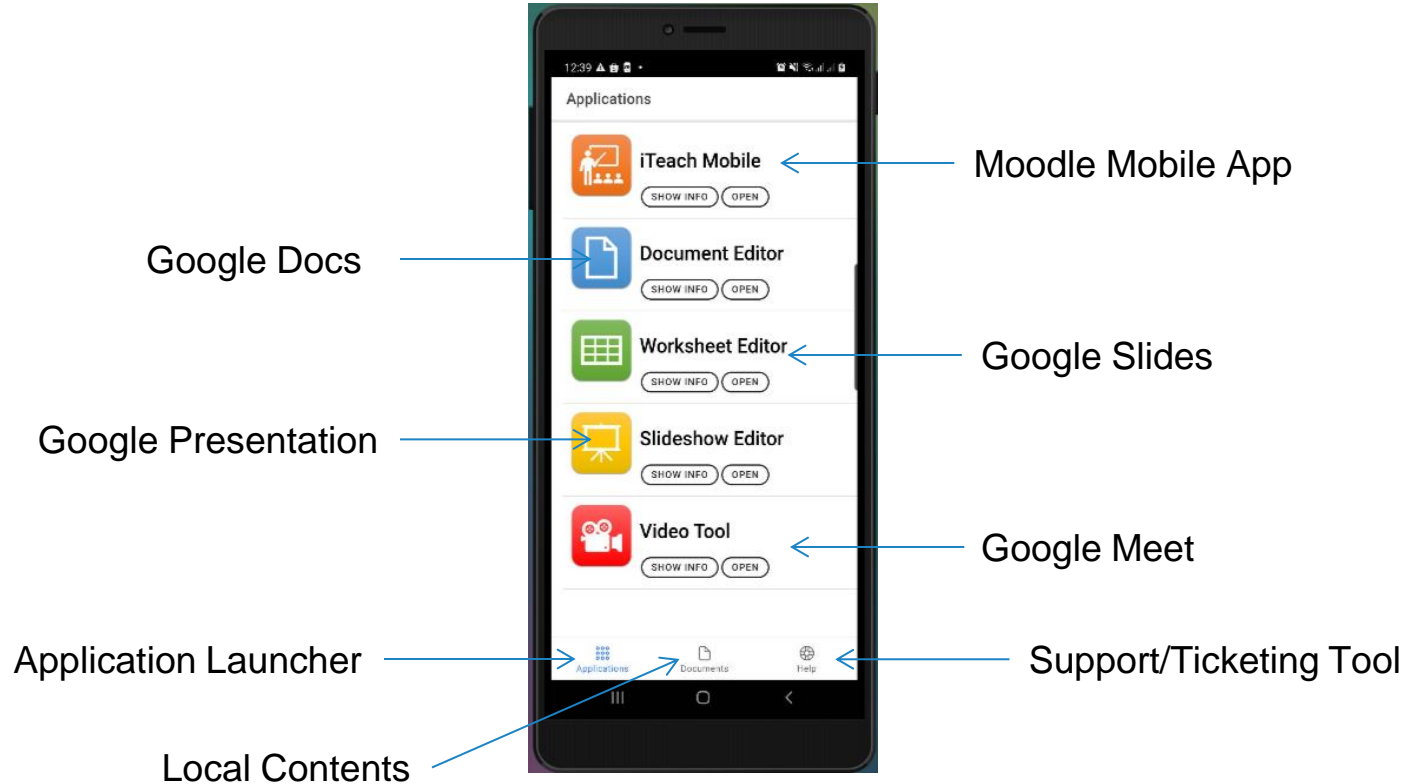 12:39
Applications
iTeach Mobile
Moodle Mobile App
SHOW INFO OPEN
Google Docs
Document Editor
SHOW INFO OPEN
Worksheet Editor
Google Slides
SHOW INFO OPEN
Google Presentation
Slideshow Editor
SHOW INFO OPEN
Video Tool
Google Meet
SHOW INFO OPEN
Application Launcher
Applications
Documents
Help
Support/Ticketing Tool
Local Contents